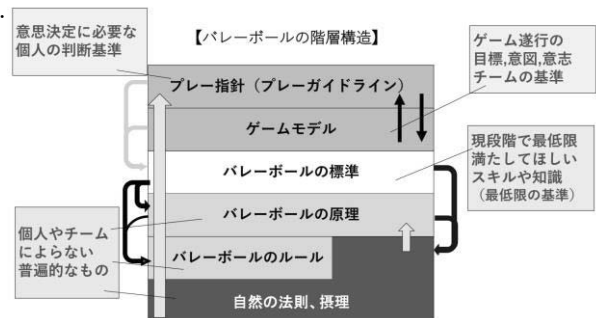 意思決定に必要な
個人の判断基準
【バレーボールの階層構造】
ゲーム遂行の
目標,意図,意志
チームの基準
プレー指針（プレーガイドライン）
ゲームモデル
バレーボールの標準
現段階で最低限
満たしてほしい
スキルや知識
（最低限の基準）
バレーボールの原理
個人やチーム
によらない
普遍的なもの
バレーボールのルール
自然の法則、摂理